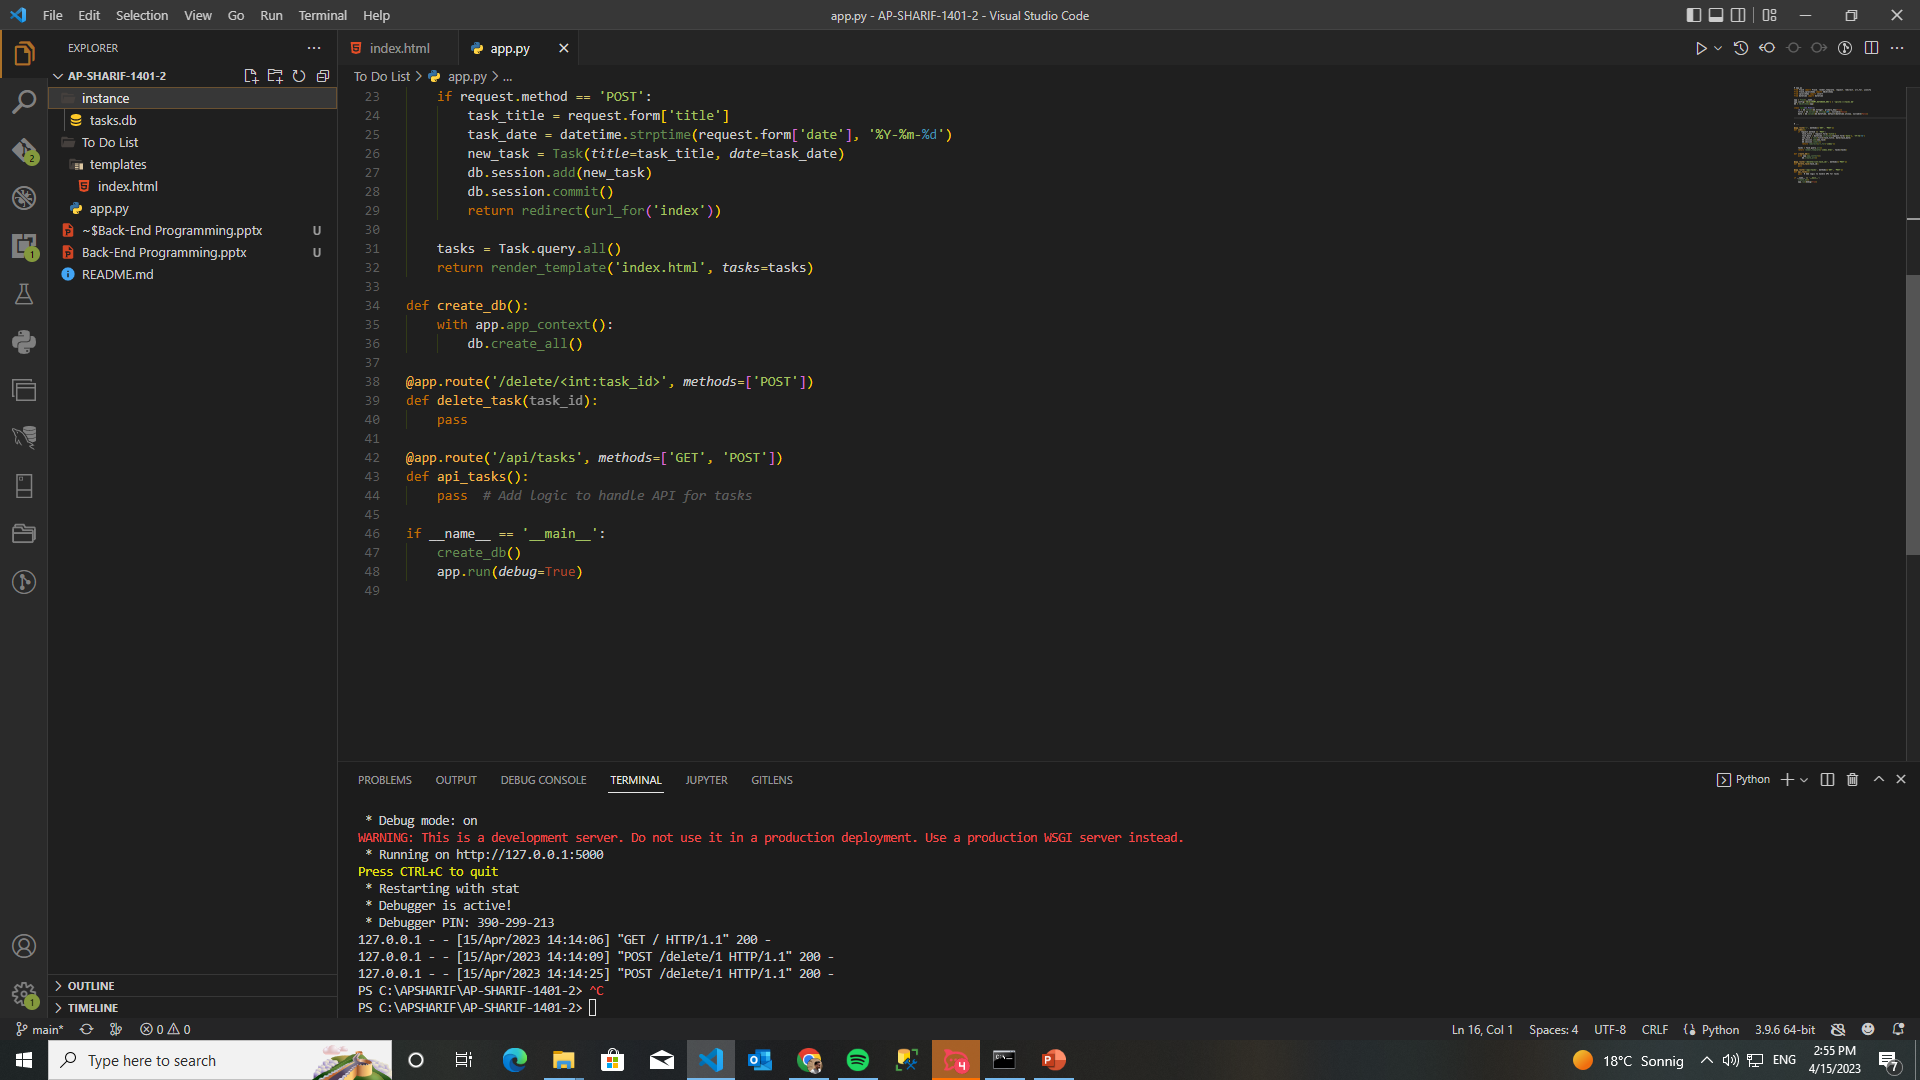 File Edit Selection View Go Run Terminal Help
app.py - AP-SHARIF-1401-2 - Visual Studio Code
EXPLORER
AP-SHARIF-1401-2
instance
tasks.db
To Do List
templates
index.html
app.py
~$Back-End Programming.pptx U
Back-End Programming.pptx U
README.md
OUTLINE
TIMELINE
index.html
app.py
To Do List > app.py > ...
23 if request.method == 'POST':
24 task_title = request.form['title']
25 task_date = datetime.strptime(request.form['date'], '%Y-%m-%d')
26 new_task = Task(title=task_title, date=task_date)
27 db.session.add(new_task)
28 db.session.commit()
29 return redirect(url_for('index'))
30
31 tasks = Task.query.all()
32 return render_template('index.html', tasks=tasks)
33
34 def create_db():
35 with app.app_context():
36 db.create_all()
37
38 @app.route('/delete/<int:task_id>', methods=['POST'])
39 def delete_task(task_id):
40 pass
41
42 @app.route('/api/tasks', methods=['GET', 'POST'])
43 def api_tasks():
44 pass # Add logic to handle API for tasks
45
46 if __name__ == '__main__':
47 create_db()
48 app.run(debug=True)
49
PROBLEMS OUTPUT DEBUG CONSOLE TERMINAL JUPYTER GITLENS
Python
* Debug mode: on
WARNING: This is a development server. Do not use it in a production deployment. Use a production WSGI server instead.
* Running on http://127.0.0.1:5000
Press CTRL+C to quit
* Restarting with stat
* Debugger is active!
* Debugger PIN: 390-299-213
127.0.0.1 - - [15/Apr/2023 14:14:06] "GET / HTTP/1.1" 200 -
127.0.0.1 - - [15/Apr/2023 14:14:09] "POST /delete/1 HTTP/1.1" 200 -
127.0.0.1 - - [15/Apr/2023 14:14:25] "POST /delete/1 HTTP/1.1" 200 -
PS C:\APSHARIF\AP-SHARIF-1401-2> ^C
PS C:\APSHARIF\AP-SHARIF-1401-2>
main* 0 0
Ln 16, Col 1 Spaces: 4 UTF-8 CRLF Python 3.9.6 64-bit
Type here to search
18°C Sonnig ENG
2:55 PM
4/15/2023